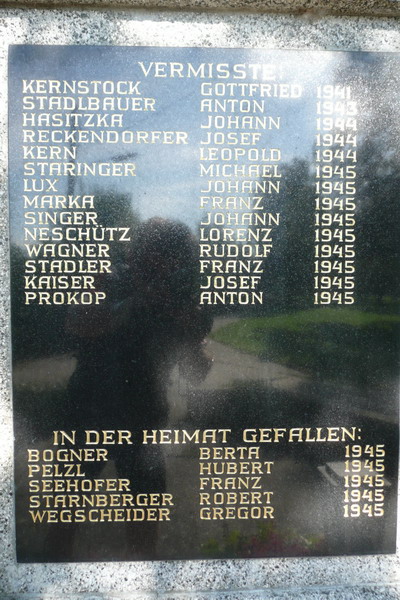 VERMISSTE:
KERNSTOCK GOTTFRIED 1941
STADLBAUER ANTON 1943
HASITZKA JOHANN 1944
RECKENDORFER JOSEF 1944
KERN LEOPOLD 1944
STARINGER MICHAEL 1945
LUX JOHANN 1945
MARKA FRANZ 1945
SINGER JOHANN 1945
NESCHÜTZ LORENZ 1945
WAGNER RUDOLF 1945
STADLER FRANZ 1945
KAISER JOSEF 1945
PROKOP ANTON 1945
IN DER HEIMAT GEFALLEN:
BOGNER BERTA 1945
PELZL HUBERT 1945
SEEHOFER FRANZ 1945
STARNBERGER ROBERT 1945
WEGSCHEIDER GREGOR 1945